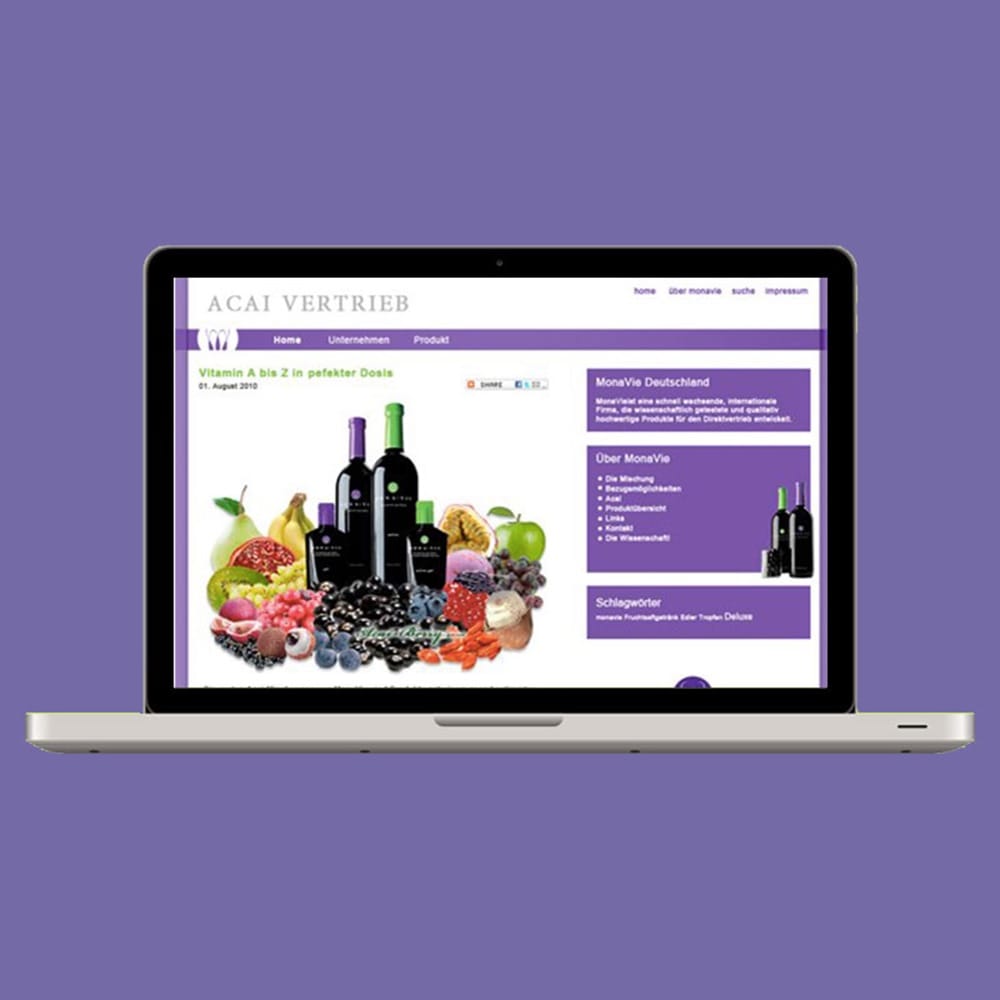 ACAI VERTRIEB
home über monavie suche impressum
Home Unternehmen Produkt
Vitamin A bis Z in pefekter Dosis
01. August 2010
SHARE
MonaVie Deutschland
MonaVieist eine schnell wachsende, internationale
Firma, die wissenschaftlich getestete und qualitativ
hochwertige Produkte für den Direktvertrieb entwickelt.
Über MonaVie
Die Mischung
Bezugsmöglichkeiten
Acai
Produktübersicht
Links
Kontakt
Die Wissenschaft!
Schlagwörter
monavie Fruchtsaftgetränk Edler Tropfen Deluxe